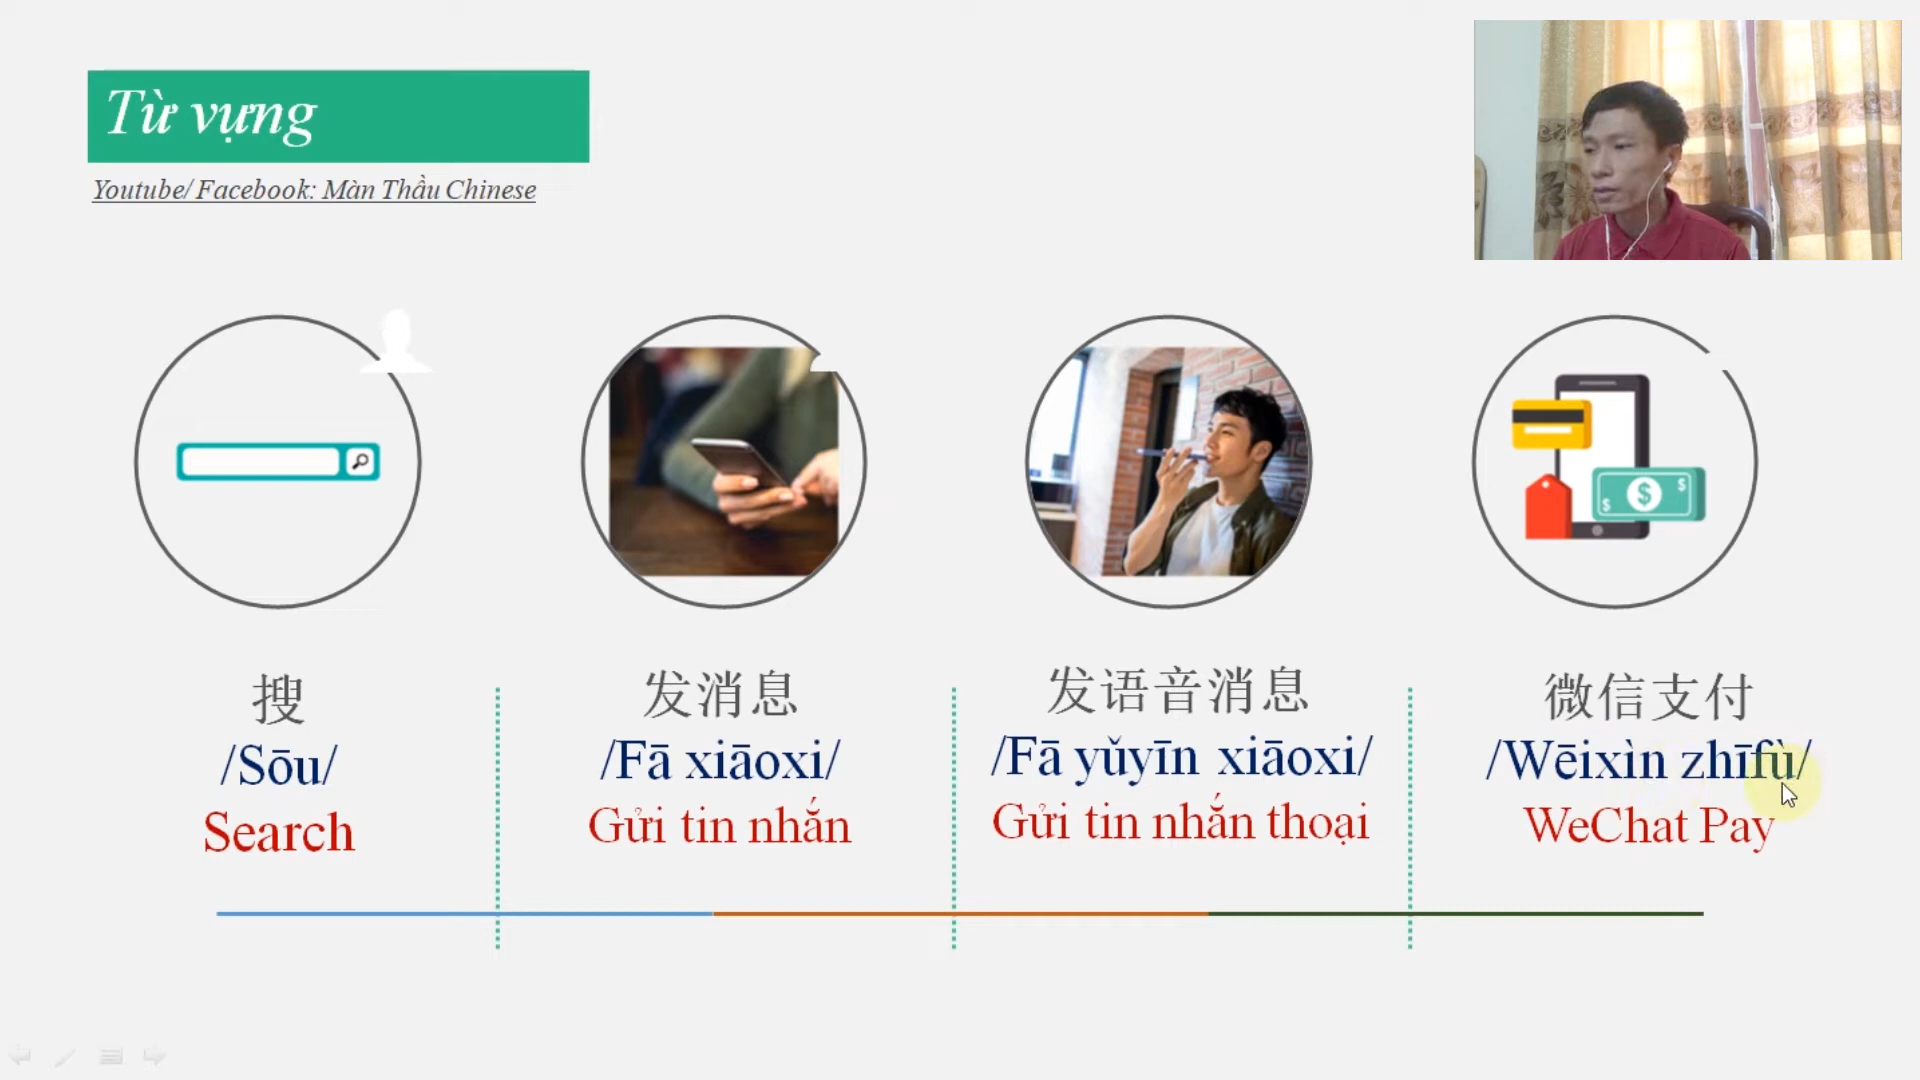 Từ vựng
Youtube/ Facebook: Màn Thầu Chinese
搜
/Sōu/
Search
发消息
/Fā xiāoxi/
Gửi tin nhắn
发语音消息
/Fā yǔyīn xiāoxi/
Gửi tin nhắn thoại
微信支付
/Wēixìn zhīfù/
WeChat Pay